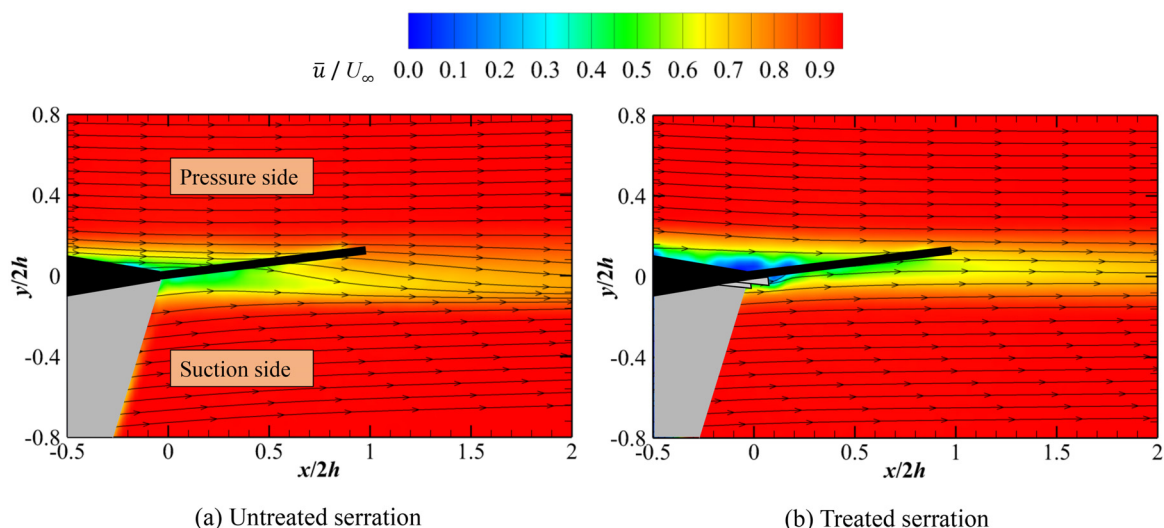 ū / U∞ 0.0 0.1 0.2 0.3 0.4 0.5 0.6 0.7 0.8 0.9
0.8
0.4
0
-0.4
-0.8
y/2h
Pressure side
Suction side
-0.5 0 0.5 1 1.5 2
x/2h
(a) Untreated serration
0.8
0.4
0
-0.4
-0.8
y/2h
-0.5 0 0.5 1 1.5 2
x/2h
(b) Treated serration